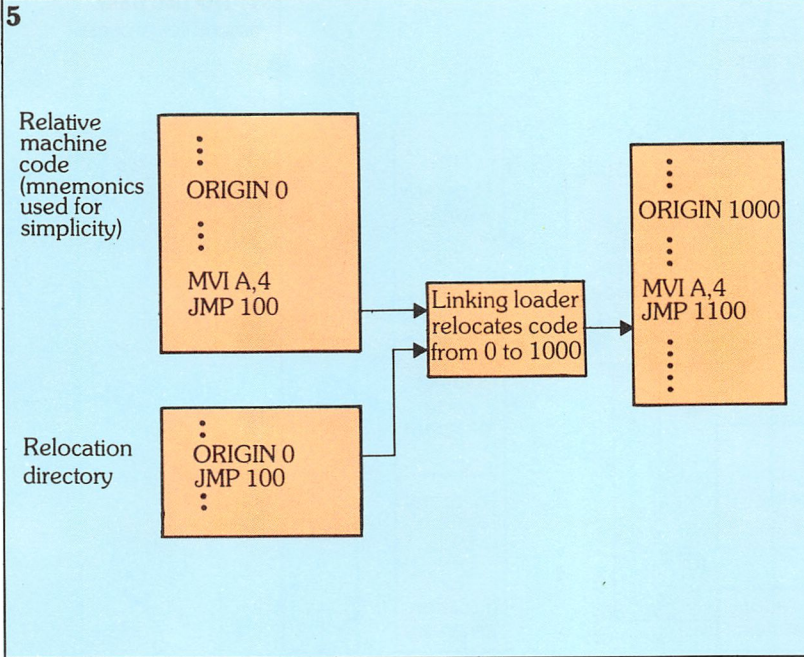 5
Relative
machine
code
(mnemonics
used for
simplicity)
ORIGIN 0
MVI A,4
JMP 100
Linking loader
relocates code
from 0 to 1000
ORIGIN 1000
MVI A,4
JMP 1100
Relocation
directory
ORIGIN 0
JMP 100